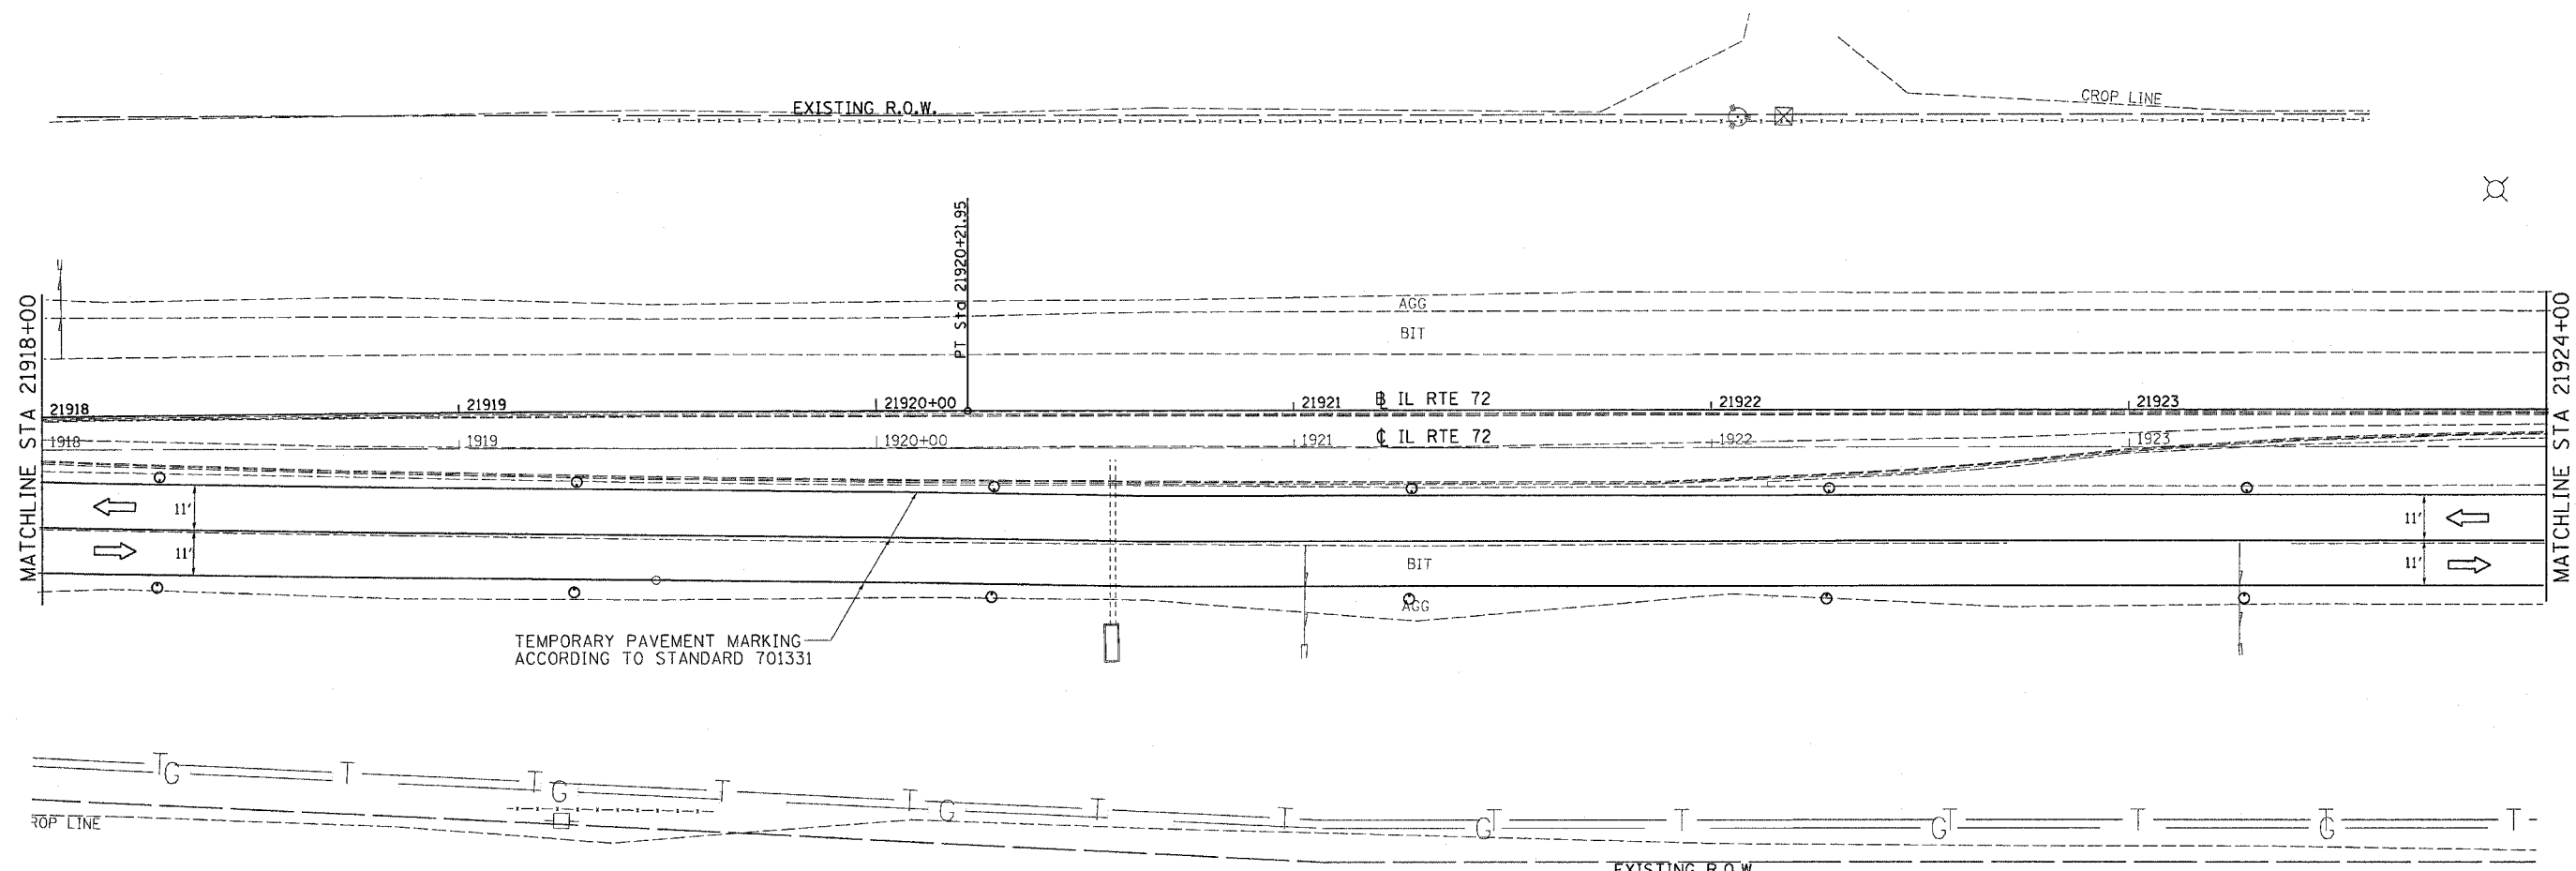 EXISTING R.O.W.
CROP LINE
PT Sta 21920+21.95
MATCHLINE STA 21918+00
MATCHLINE STA 21924+00
AGG
BIT
21918
21919
21920+00
21921
℄ IL RTE 72
21922
21923
1918
1919
1920+00
1921
℄ IL RTE 72
1922
1923
11'
11'
11'
11'
BIT
AGG
TEMPORARY PAVEMENT MARKING
ACCORDING TO STANDARD 701331
T
G
T
T
G
T
T
G
T
T
T
G
T
T
G
T
T
G
T
ROP LINE
EXISTING R.O.W.